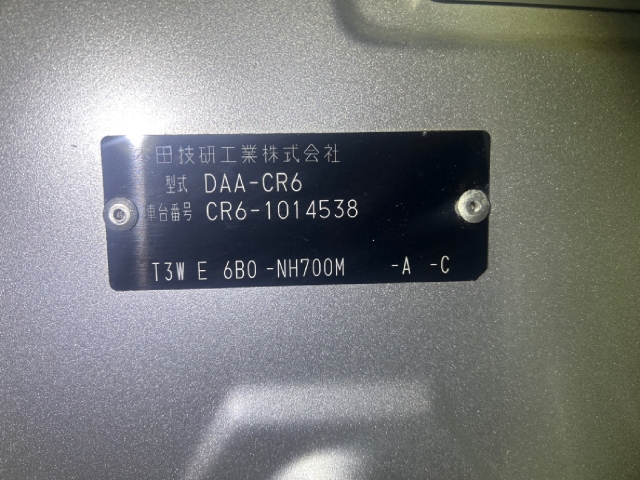 本田技研工業株式会社
型式 DAA-CR6
車台番号 CR6-1014538
T3W E 6B0 -NH700M -A -C